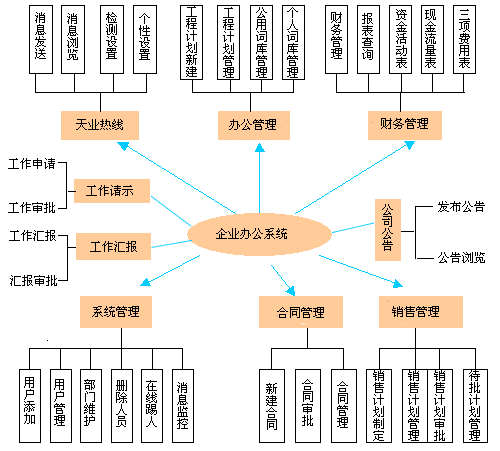 消息发送
消息浏览
检测设置
个性设置
工程计划新建
工程计划管理
公用词库管理
个人词库管理
财务管理
报表查询
资金活动表
现金流量表
三项费用表
天业热线
办公管理
财务管理
工作申请
工作请示
工作审批
公司公告
发布公告
工作汇报
工作汇报
企业办公系统
公告浏览
汇报审批
系统管理
合同管理
销售管理
用户添加
用户管理
部门维护
删除人员
在线踢人
消息监控
新建合同
合同审批
合同管理
销售计划制定
销售计划管理
销售计划审批
待批计划管理